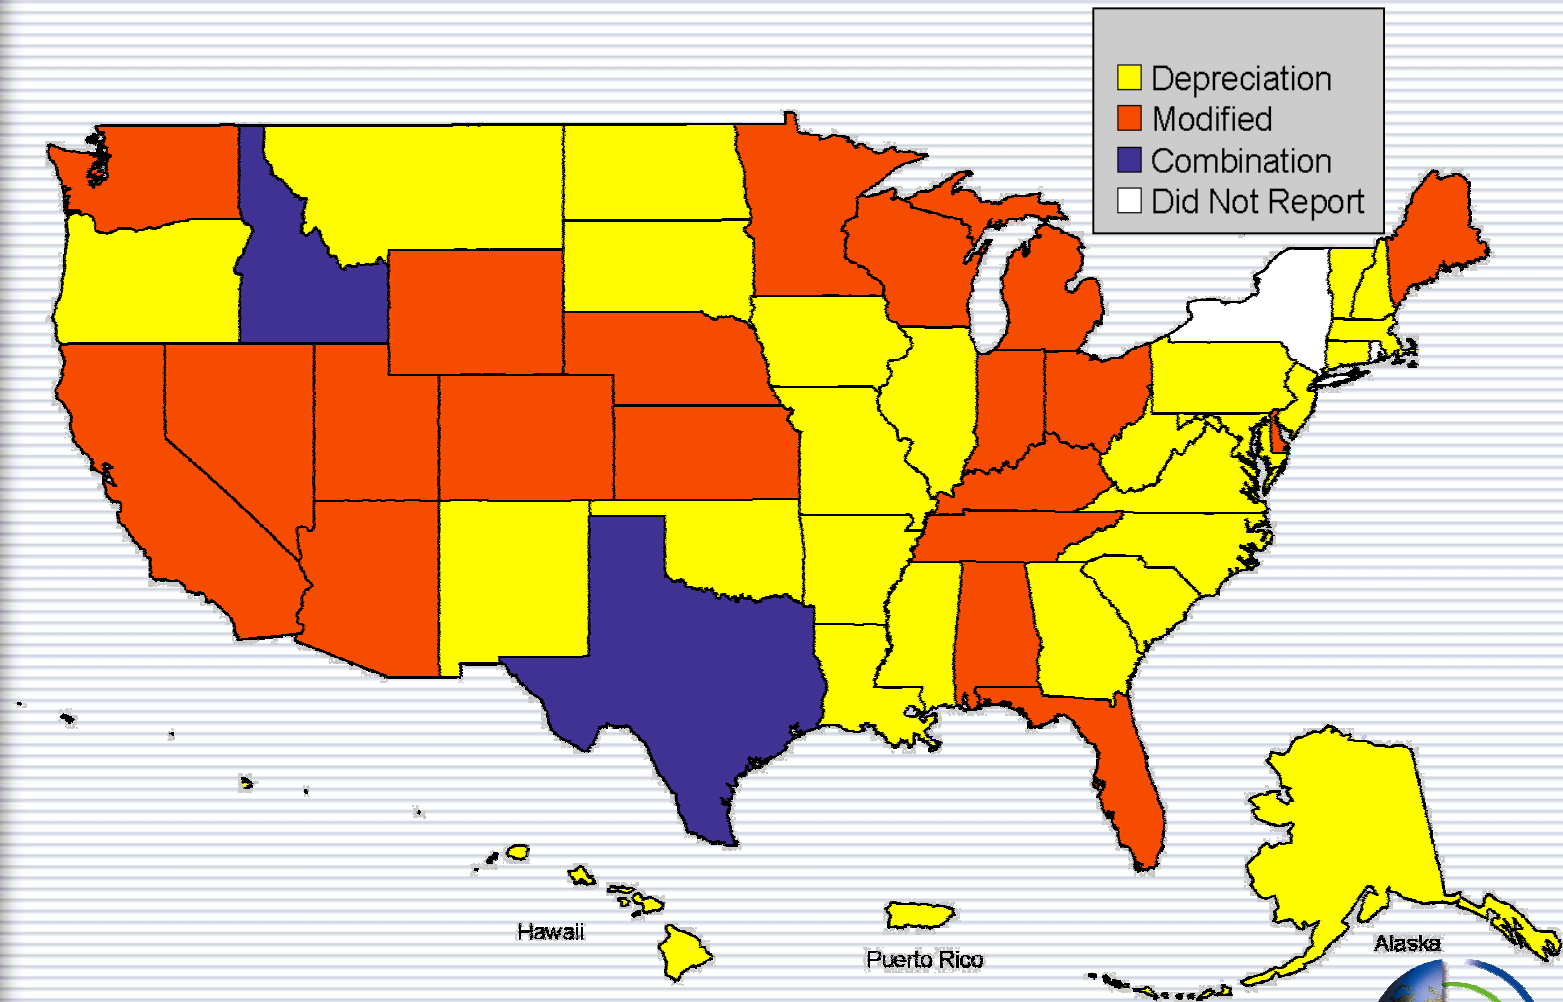 Depreciation
Modified
Combination
Did Not Report
Hawaii
Puerto Rico
Alaska